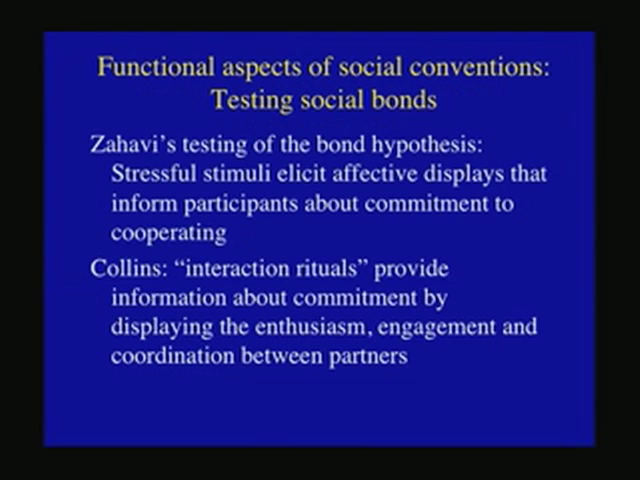 Functional aspects of social conventions:
Testing social bonds
Zahavi's testing of the bond hypothesis:
Stressful stimuli elicit affective displays that
inform participants about commitment to
cooperating
Collins: “interaction rituals” provide
information about commitment by
displaying the enthusiasm, engagement and
coordination between partners